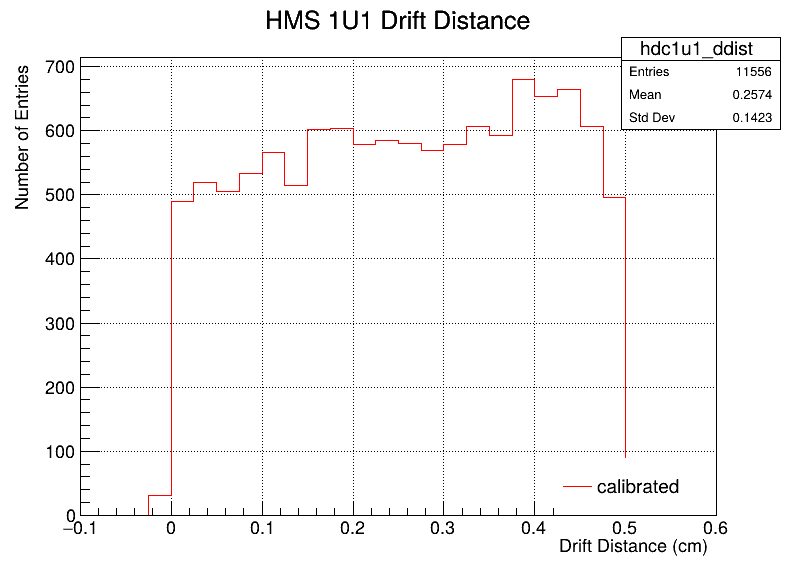 HMS 1U1 Drift Distance
hdc1u1_ddist
Entries 11556
Mean 0.2574
Std Dev 0.1423
Number of Entries
700
600
500
400
300
200
100
0
−0.1 0 0.1 0.2 0.3 0.4 0.5 0.6
Drift Distance (cm)
calibrated